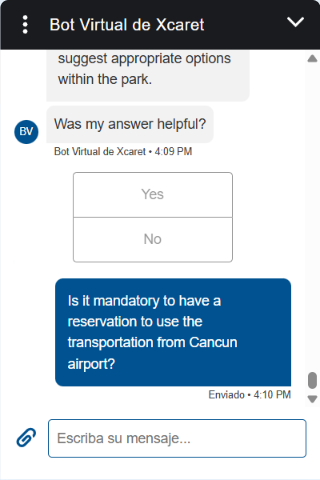 Bot Virtual de Xcaret
suggest appropriate options
within the park.
Was my answer helpful?
BV
Bot Virtual de Xcaret • 4:09 PM
Yes
No
Is it mandatory to have a
reservation to use the
transportation from Cancun
airport?
Enviado • 4:10 PM
Escriba su mensaje...